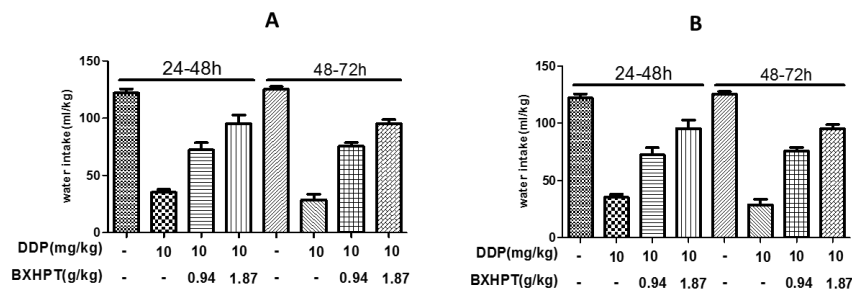 A
water intake(ml/kg)
150
100
50
0
24-48h
48-72h
DDP(mg/kg) - 10 10 10 - 10 10 10
BXHPT(g/kg) - - 0.94 1.87 - - 0.94 1.87
B
water intake(ml/kg)
150
100
50
0
24-48h
48-72h
DDP(mg/kg) - 10 10 10 - 10 10 10
BXHPT(g/kg) - - 0.94 1.87 - - 0.94 1.87